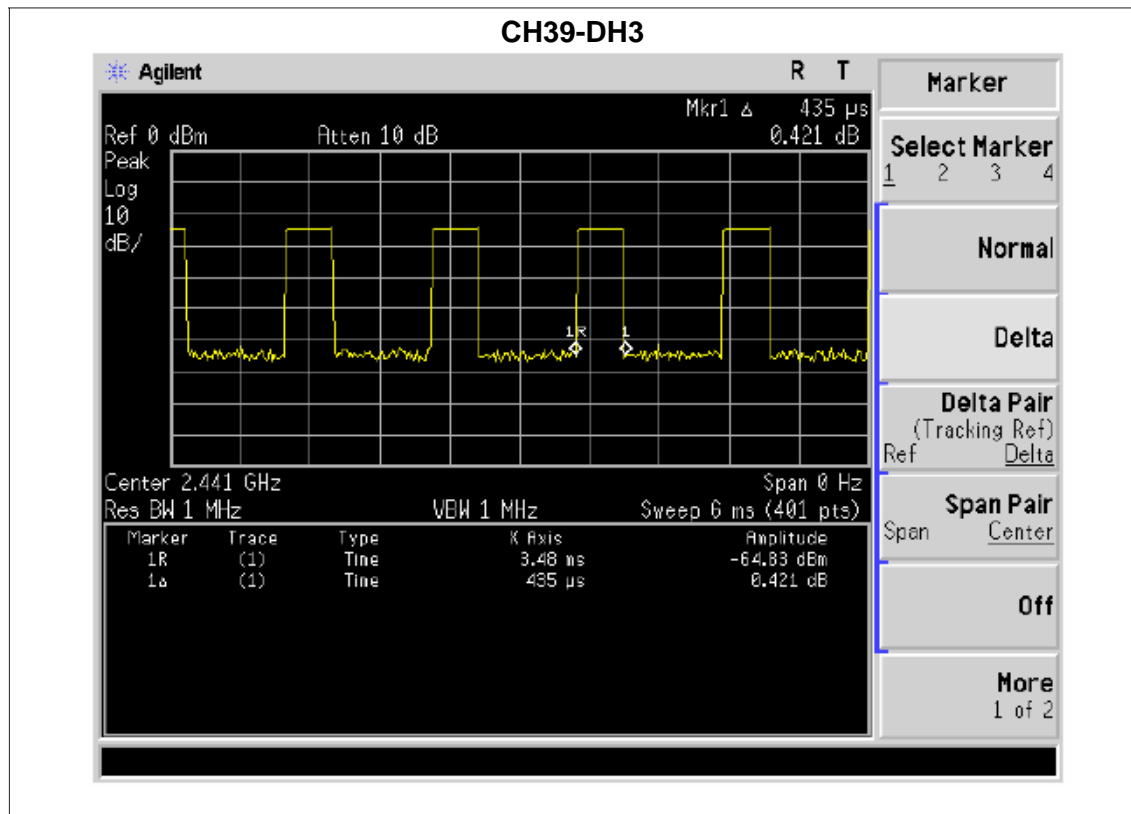 CH39-DH3
Agilent R T
Mkr1 Δ 435 µs
Ref 0 dBm Atten 10 dB 0.421 dB
Peak
Log
10
dB/
1R 1
Center 2.441 GHz Span 0 Hz
Res BW 1 MHz VBW 1 MHz Sweep 6 ms (401 pts)
Marker Trace Type X Axis Amplitude
1R (1) Time 3.48 ms -64.83 dBm
1Δ (1) Time 435 µs 0.421 dB
Marker
Select Marker
1 2 3 4
Normal
Delta
Delta Pair
(Tracking Ref)
Ref Delta
Span Pair
Span Center
Off
More
1 of 2